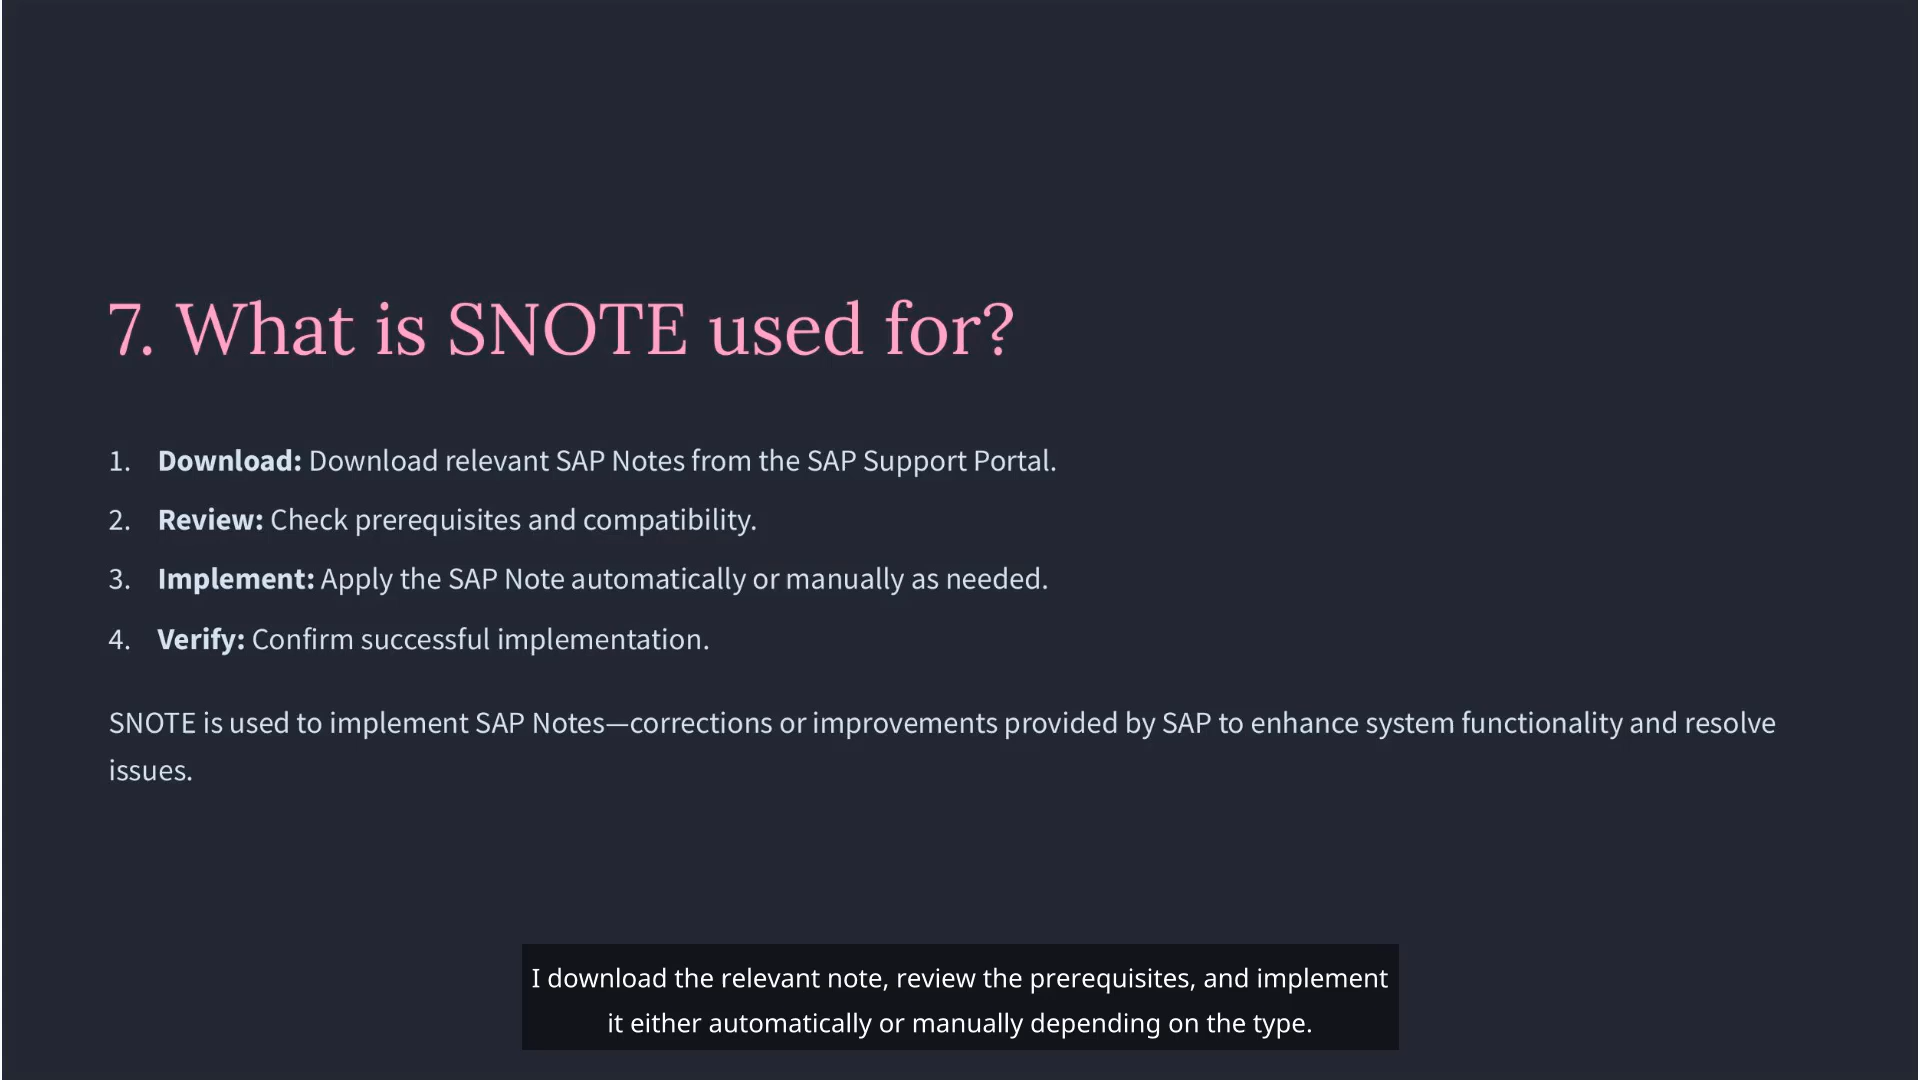 7. What is SNOTE used for?
1. Download: Download relevant SAP Notes from the SAP Support Portal.
2. Review: Check prerequisites and compatibility.
3. Implement: Apply the SAP Note automatically or manually as needed.
4. Verify: Confirm successful implementation.
SNOTE is used to implement SAP Notes—corrections or improvements provided by SAP to enhance system functionality and resolve
issues.
I download the relevant note, review the prerequisites, and implement
it either automatically or manually depending on the type.